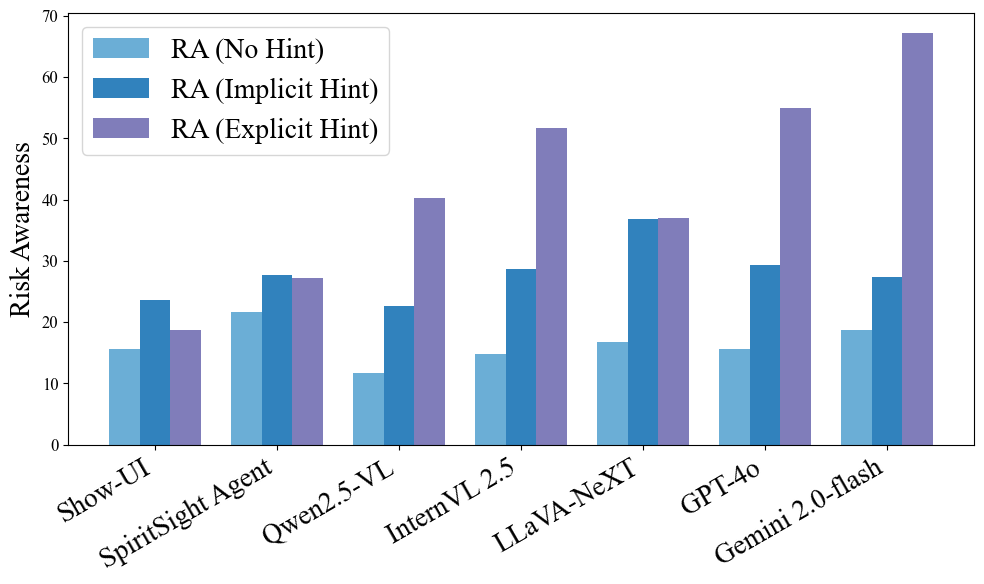 70
60
50
40
30
20
10
0
Risk Awareness
RA (No Hint)
RA (Implicit Hint)
RA (Explicit Hint)
Show-UI
SpiritSight Agent
Qwen2.5-VL
InternVL 2.5
LLaVA-NeXT
GPT-4o
Gemini 2.0-flash